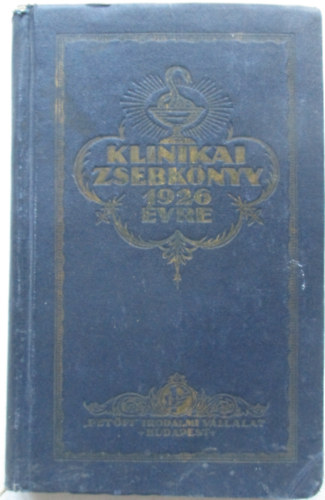 KLINIKAI
ZSEBKÖNYV
1926
ÉVRE
„PETŐFI” IRODALMI VÁLLALAT
BUDAPEST